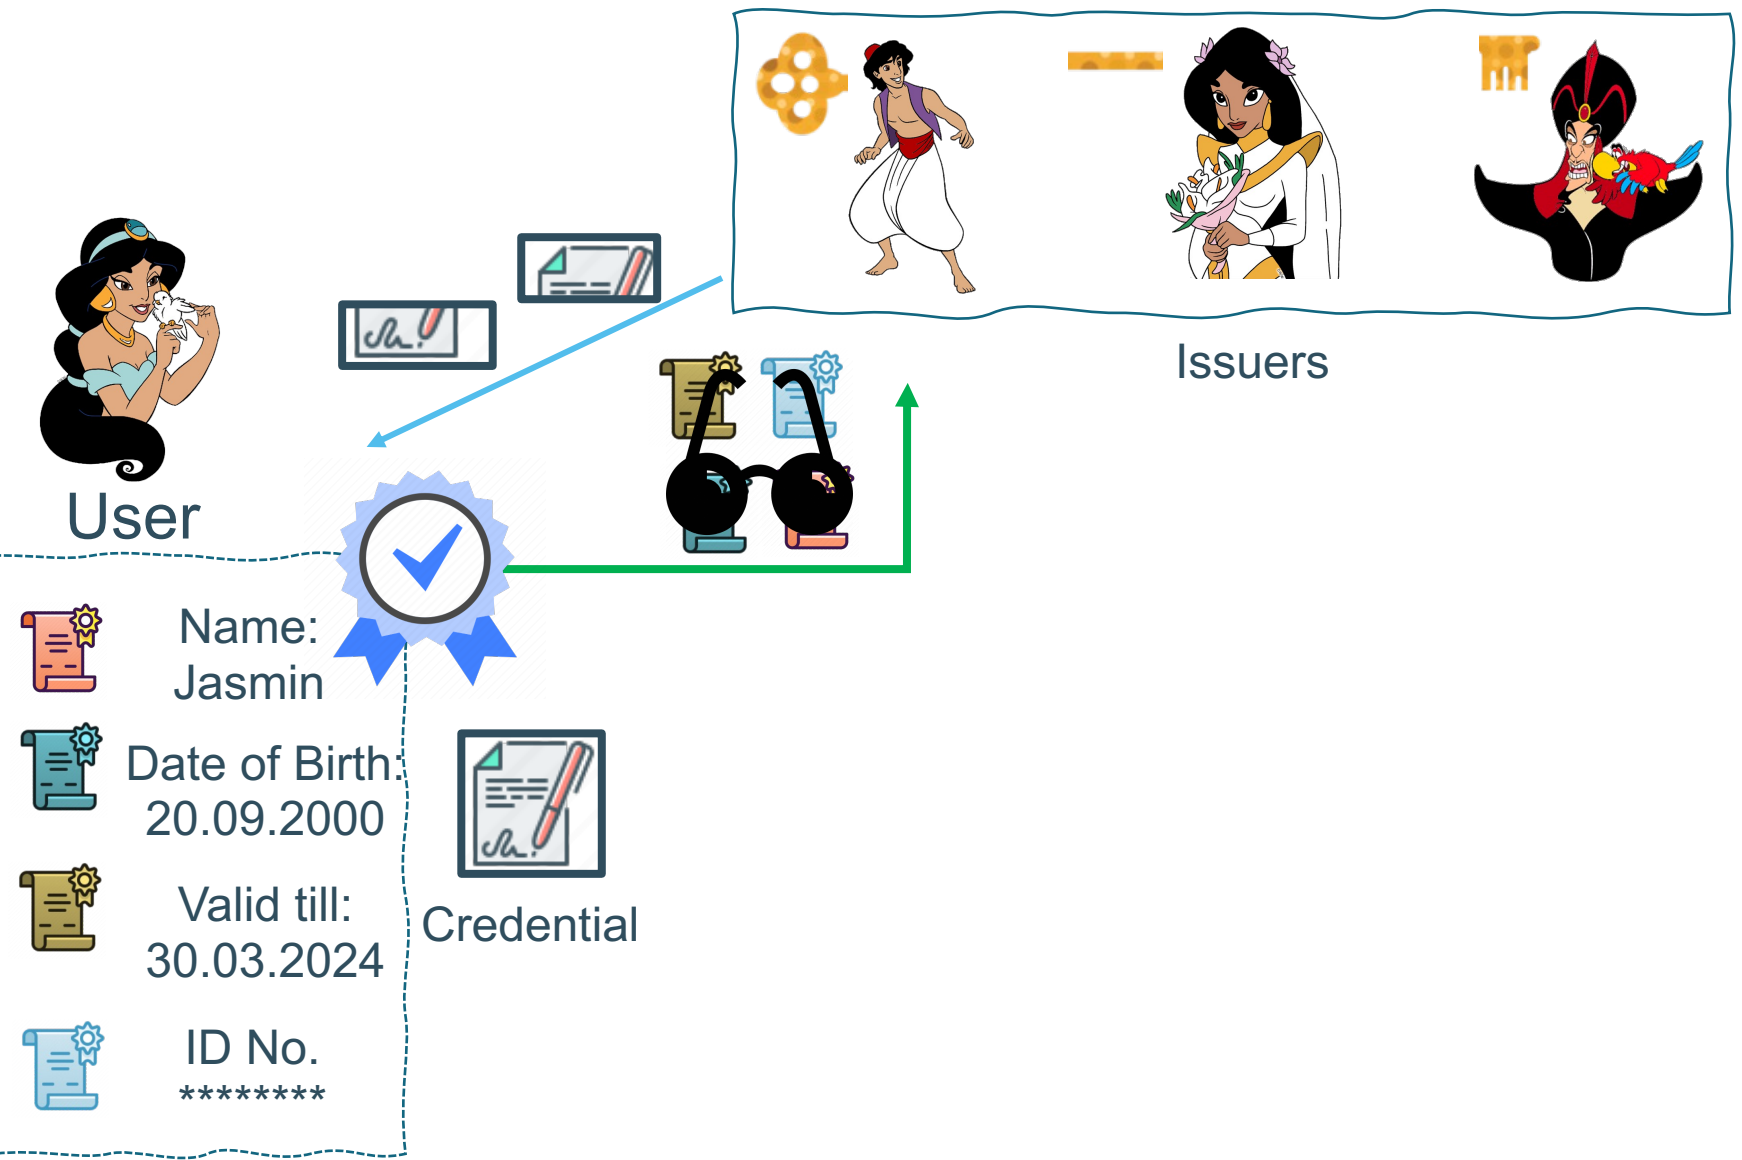 Issuers
User
Name:
Jasmin
Date of Birth:
20.09.2000
Valid till:
30.03.2024
Credential
ID No.
********